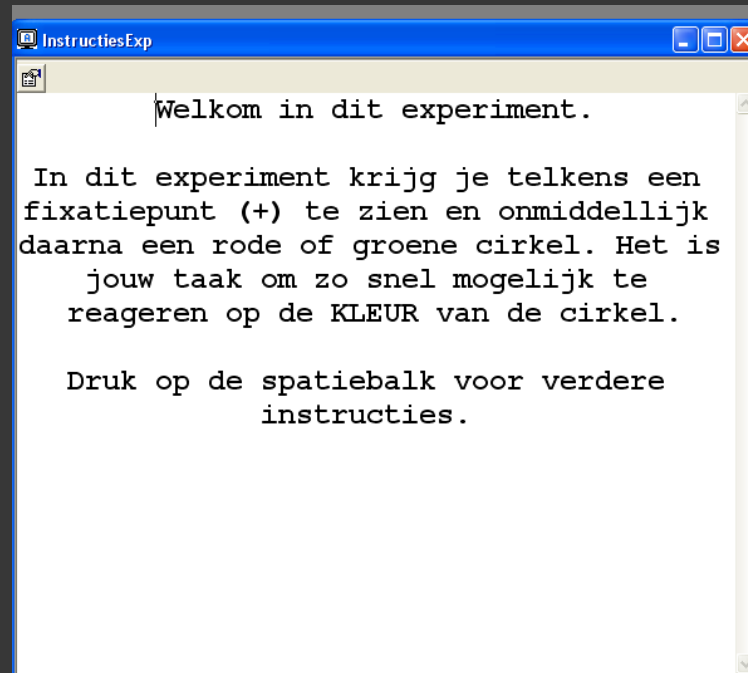 InstructiesExp
Welkom in dit experiment.
In dit experiment krijg je telkens een
fixatiepunt (+) te zien en onmiddellijk
daarna een rode of groene cirkel. Het is
jouw taak om zo snel mogelijk te
reageren op de KLEUR van de cirkel.
Druk op de spatiebalk voor verdere
instructies.